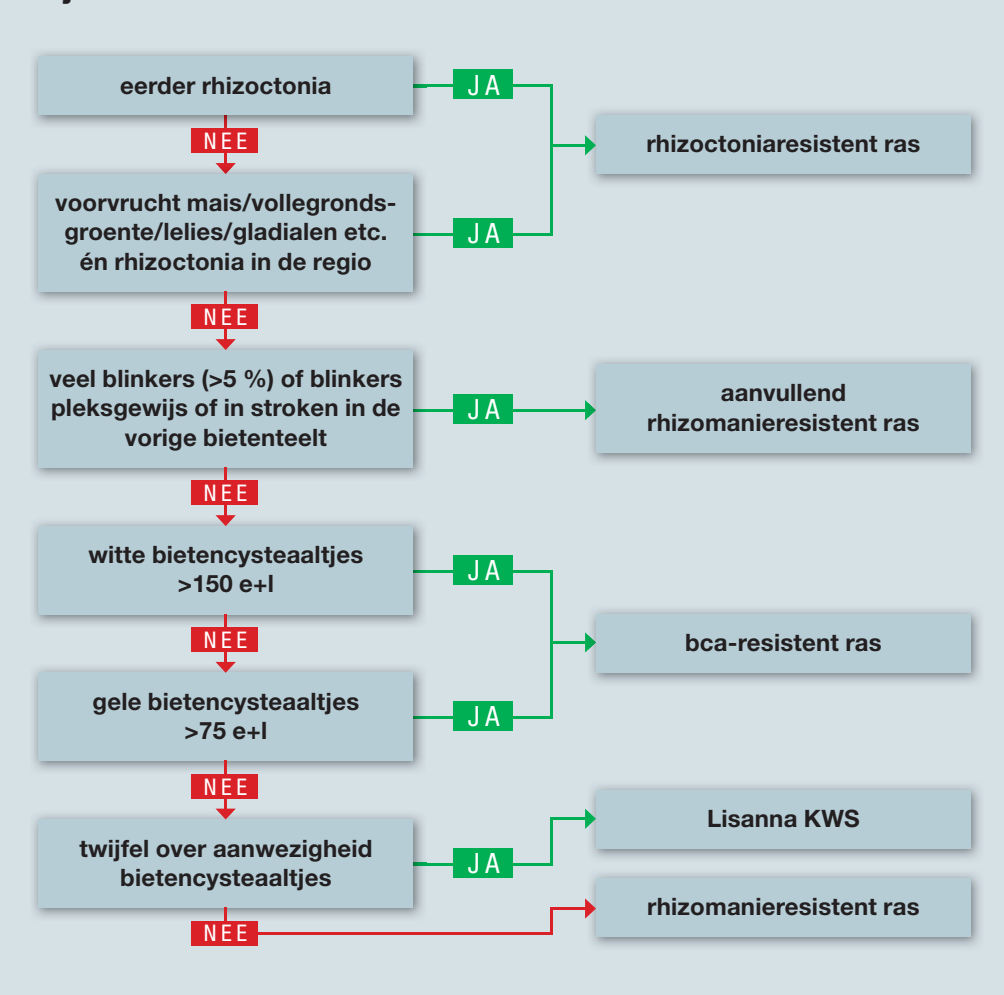 eerder rhizoctonia
JA
NEE
rhizoctoniaresistent ras
voorvrucht mais/vollegronds-
groente/lelies/gladialen etc.
én rhizoctonia in de regio
JA
NEE
veel blinkers (>5 %) of blinkers
pleksgewijs of in stroken in de
vorige bietenteelt
JA
aanvullend
rhizomanieresistent ras
NEE
witte bietencysteaaltjes
>150 e+l
JA
NEE
bca-resistent ras
gele bietencysteaaltjes
>75 e+l
JA
NEE
twijfel over aanwezigheid
bietencysteaaltjes
JA
Lisanna KWS
NEE
rhizomanieresistent ras